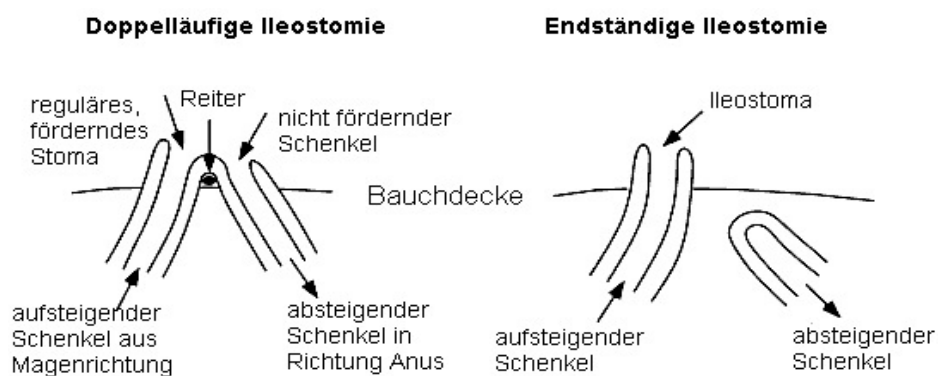 Doppelläufige Ileostomie
reguläres,
förderndes
Stoma
Reiter
nicht fördernder
Schenkel
Bauchdecke
aufsteigender
Schenkel aus
Magenrichtung
absteigender
Schenkel in
Richtung Anus
Endständige Ileostomie
Ileostoma
aufsteigender
Schenkel
absteigender
Schenkel